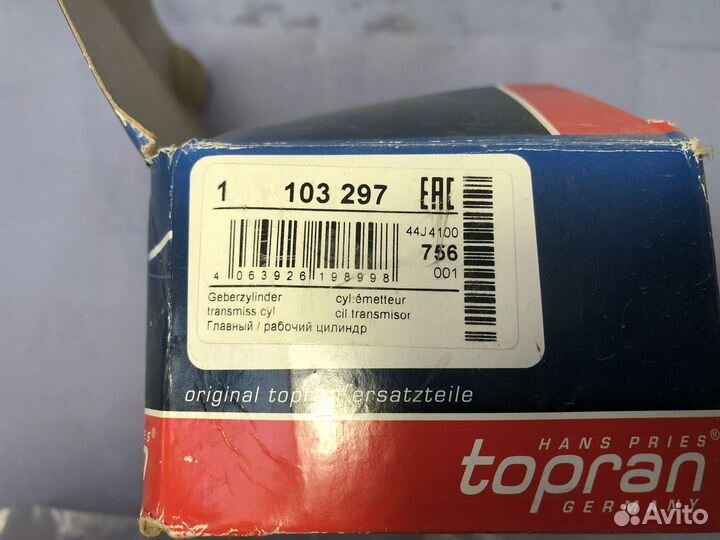 1 103 297 EAC
44J4100
756
001
4 063926 198998
Geberzylinder cyl.émetteur
transmiss cyl cil.transmisor
Главный / рабочий цилиндр
original ersatzteile
HANS PRIES®
topran®
GERMANY
Avito